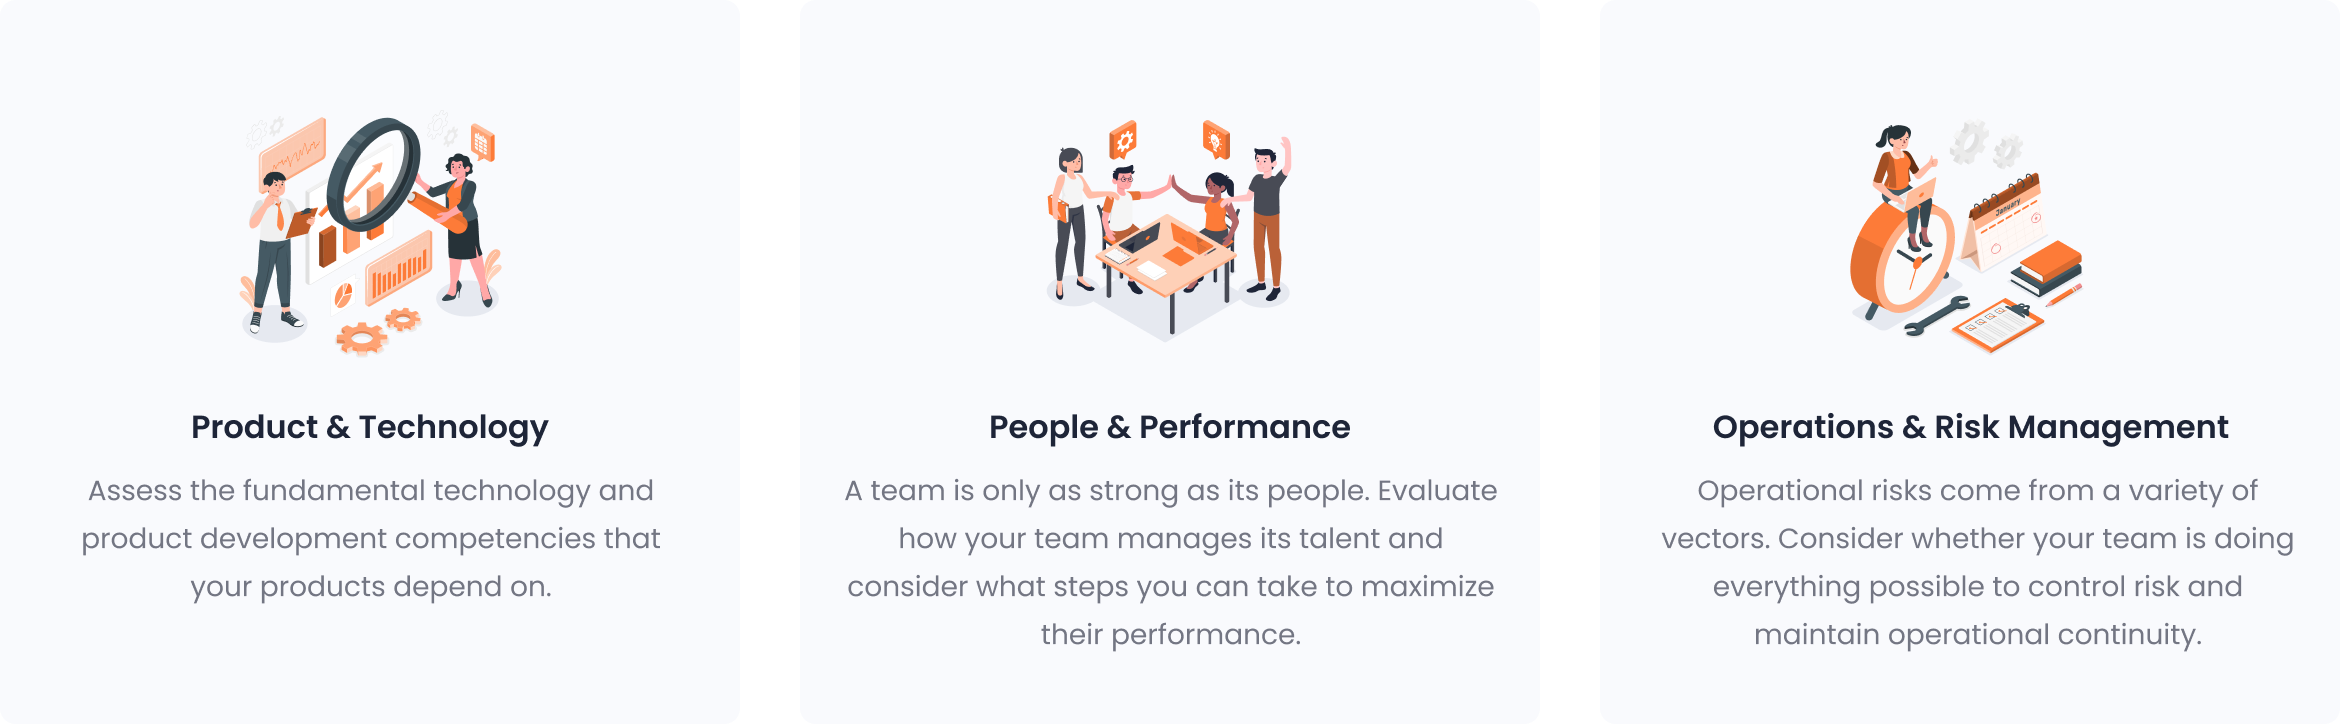 January
Product & Technology
Assess the fundamental technology and
product development competencies that
your products depend on.
People & Performance
A team is only as strong as its people. Evaluate
how your team manages its talent and
consider what steps you can take to maximize
their performance.
Operations & Risk Management
Operational risks come from a variety of
vectors. Consider whether your team is doing
everything possible to control risk and
maintain operational continuity.